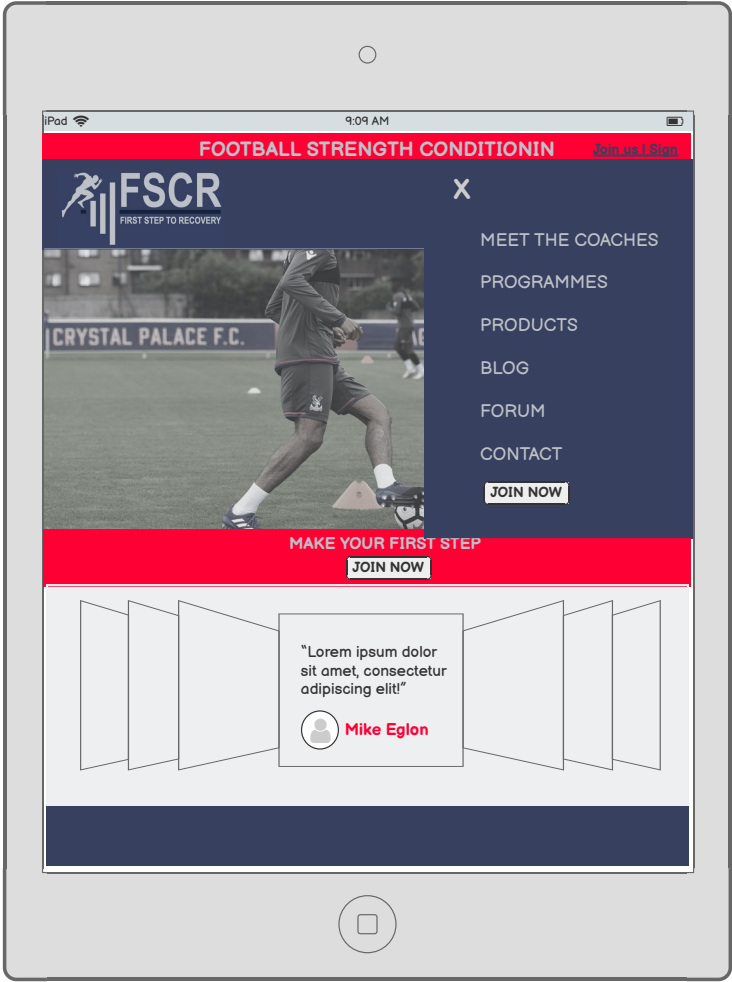 iPad 9:09 AM
FOOTBALL STRENGTH CONDITIONIN
Join us | Sign
FSCR
FIRST STEP TO RECOVERY
X
MEET THE COACHES
PROGRAMMES
PRODUCTS
BLOG
FORUM
CONTACT
JOIN NOW
CRYSTAL PALACE F.C.
MAKE YOUR FIRST STEP
JOIN NOW
“Lorem ipsum dolor
sit amet, consectetur
adipiscing elit!”
Mike Eglon